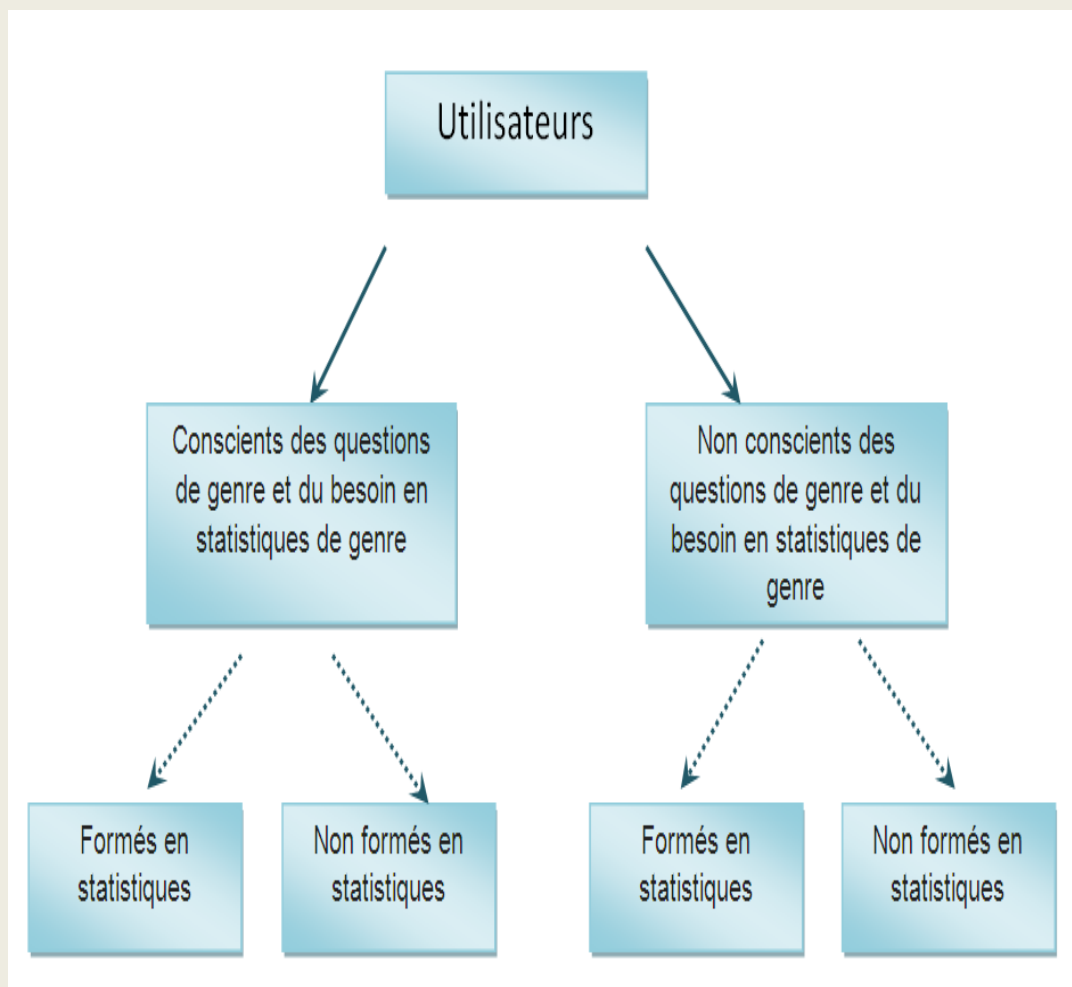 Utilisateurs
Conscients des questions
de genre et du besoin en
statistiques de genre
Non conscients des
questions de genre et du
besoin en statistiques de
genre
Formés en
statistiques
Non formés en
statistiques
Formés en
statistiques
Non formés en
statistiques